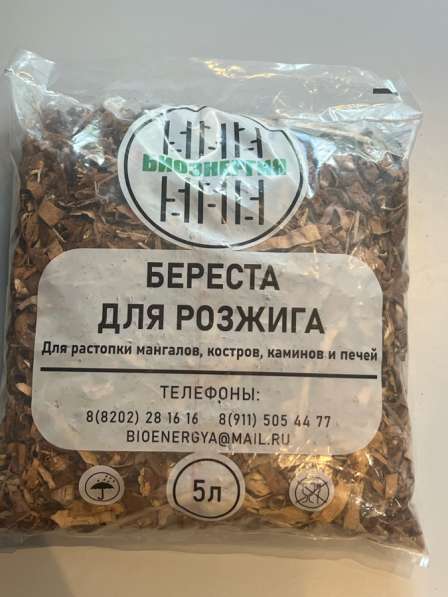 БИОЭНЕРГИЯ
БЕРЕСТА
ДЛЯ РОЗЖИГА
Для растопки мангалов, костров, каминов и печей
ТЕЛЕФОНЫ:
8(8202) 28 16 16 8(911) 505 44 77
BIOENERGYA@MAIL.RU
5л